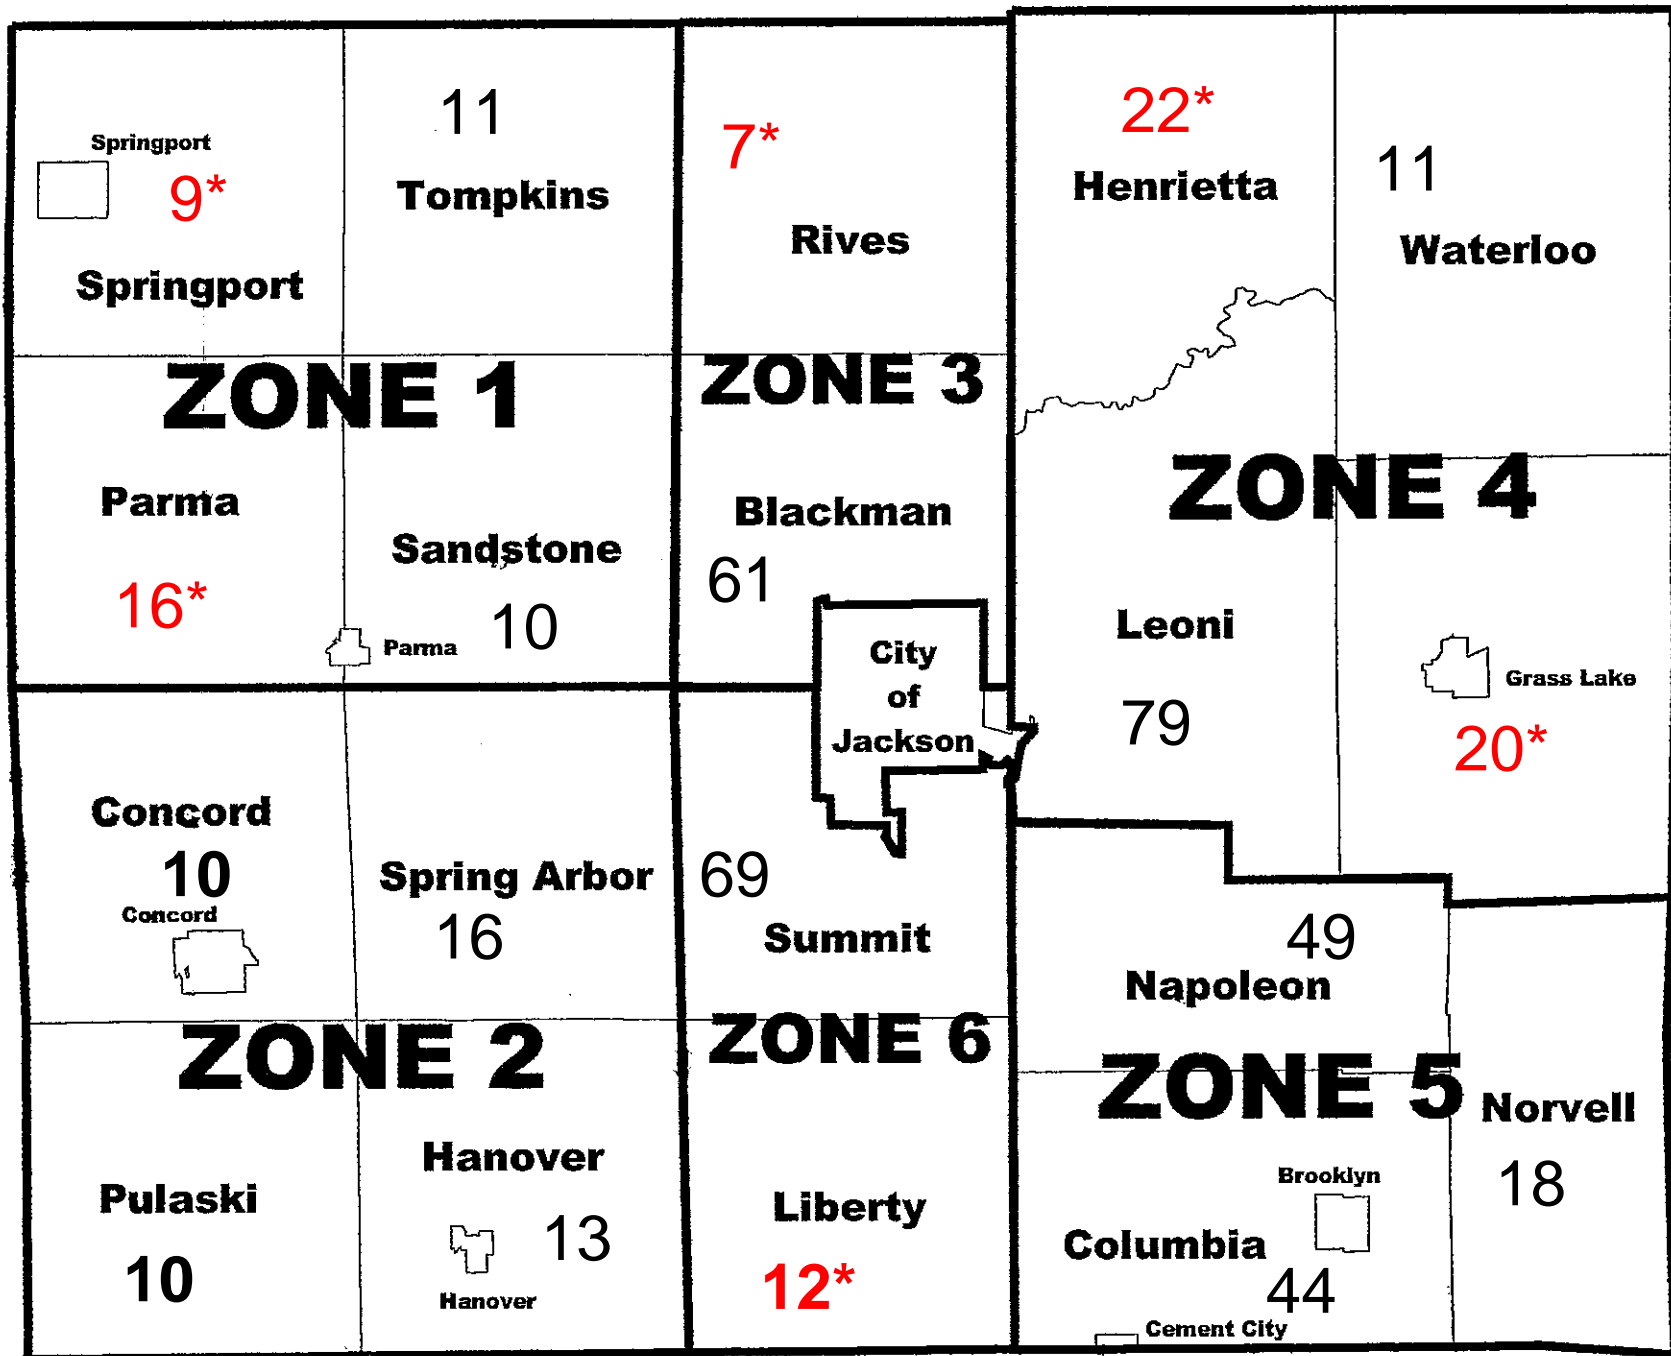 Springport
9*
Springport
11
Tompkins
7*
Rives
22*
Henrietta
11
Waterloo
ZONE 1
ZONE 3
ZONE 4
Parma
16*
Sandstone
10
Parma
Blackman
61
City
of
Jackson
Leoni
79
Grass Lake
20*
Concord
10
Concord
Spring Arbor
16
69
Summit
49
Napoleon
ZONE 2
ZONE 6
ZONE 5
Norvell
18
Pulaski
10
Hanover
13
Hanover
Liberty
12*
Brooklyn
Columbia
44
Cement City